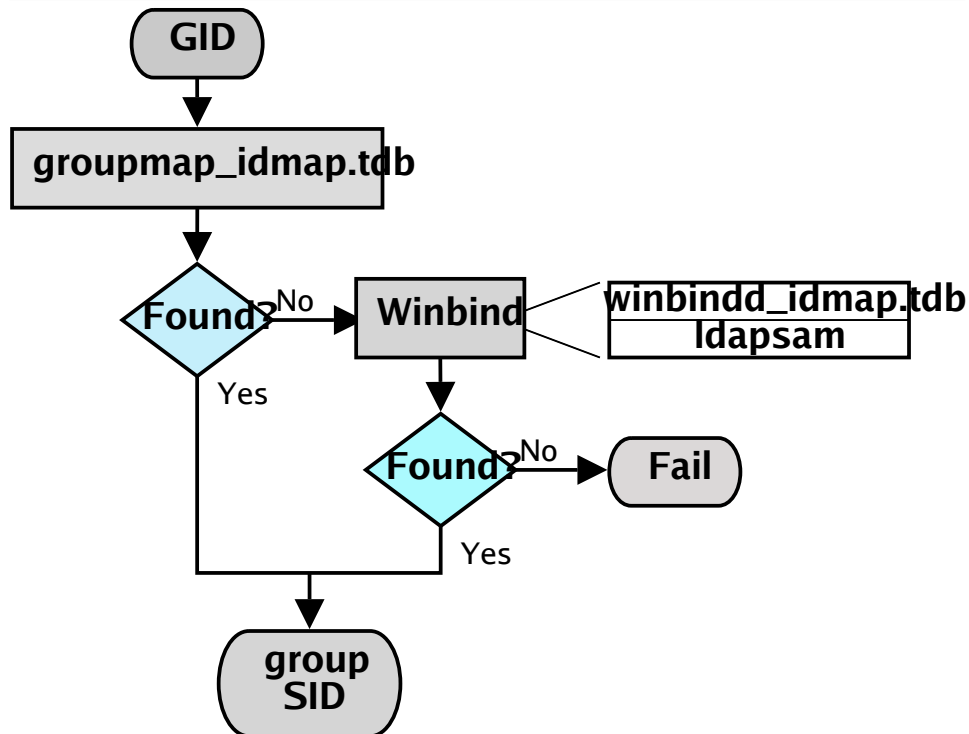 GID
groupmap_idmap.tdb
Found?
No
Winbind
winbindd_idmap.tdb
ldapsam
Yes
Found?
No
Fail
Yes
group
SID